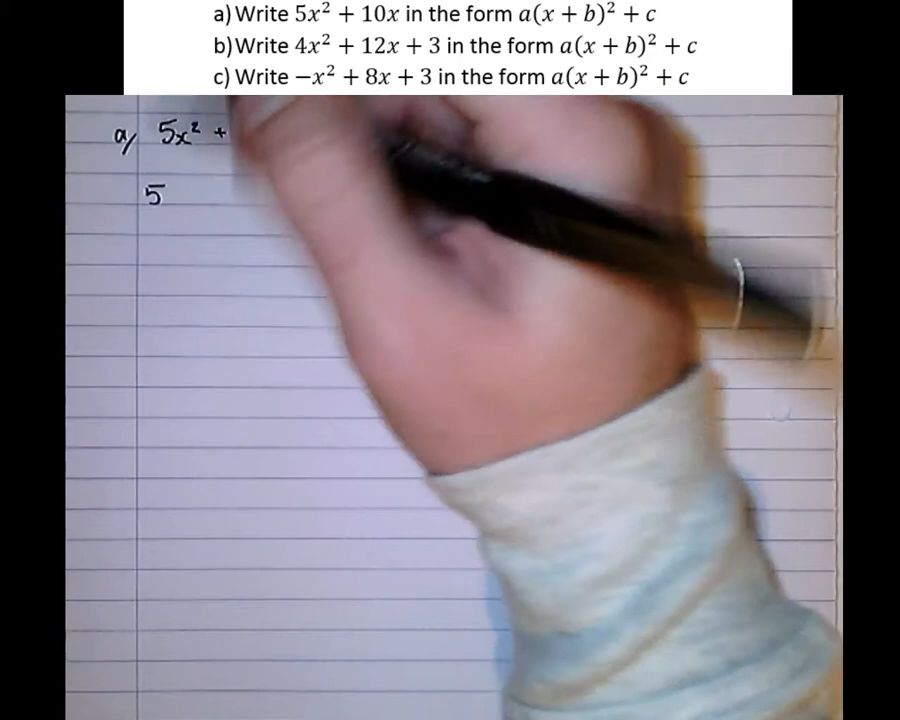 a) Write 5x² + 10x in the form a(x + b)² + c
b) Write 4x² + 12x + 3 in the form a(x + b)² + c
c) Write −x² + 8x + 3 in the form a(x + b)² + c
a) 5x² +
5